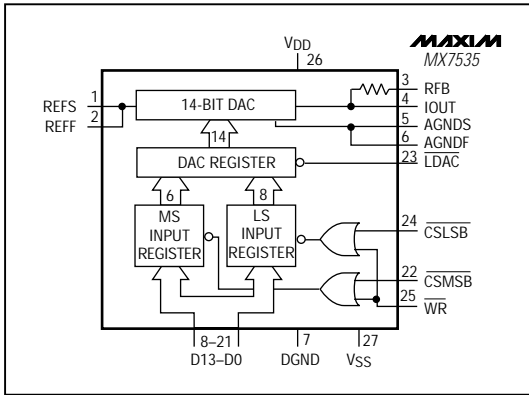 MAXIM
MX7535
VDD
26
1
REFS
2
REFF
14-BIT DAC
3
RFB
4
IOUT
5
AGNDS
6
AGNDF
14
DAC REGISTER
23
LDAC
6
8
MS
INPUT
REGISTER
LS
INPUT
REGISTER
24
CSLSB
22
CSMSB
25
WR
8–21
D13–D0
7
DGND
27
VSS